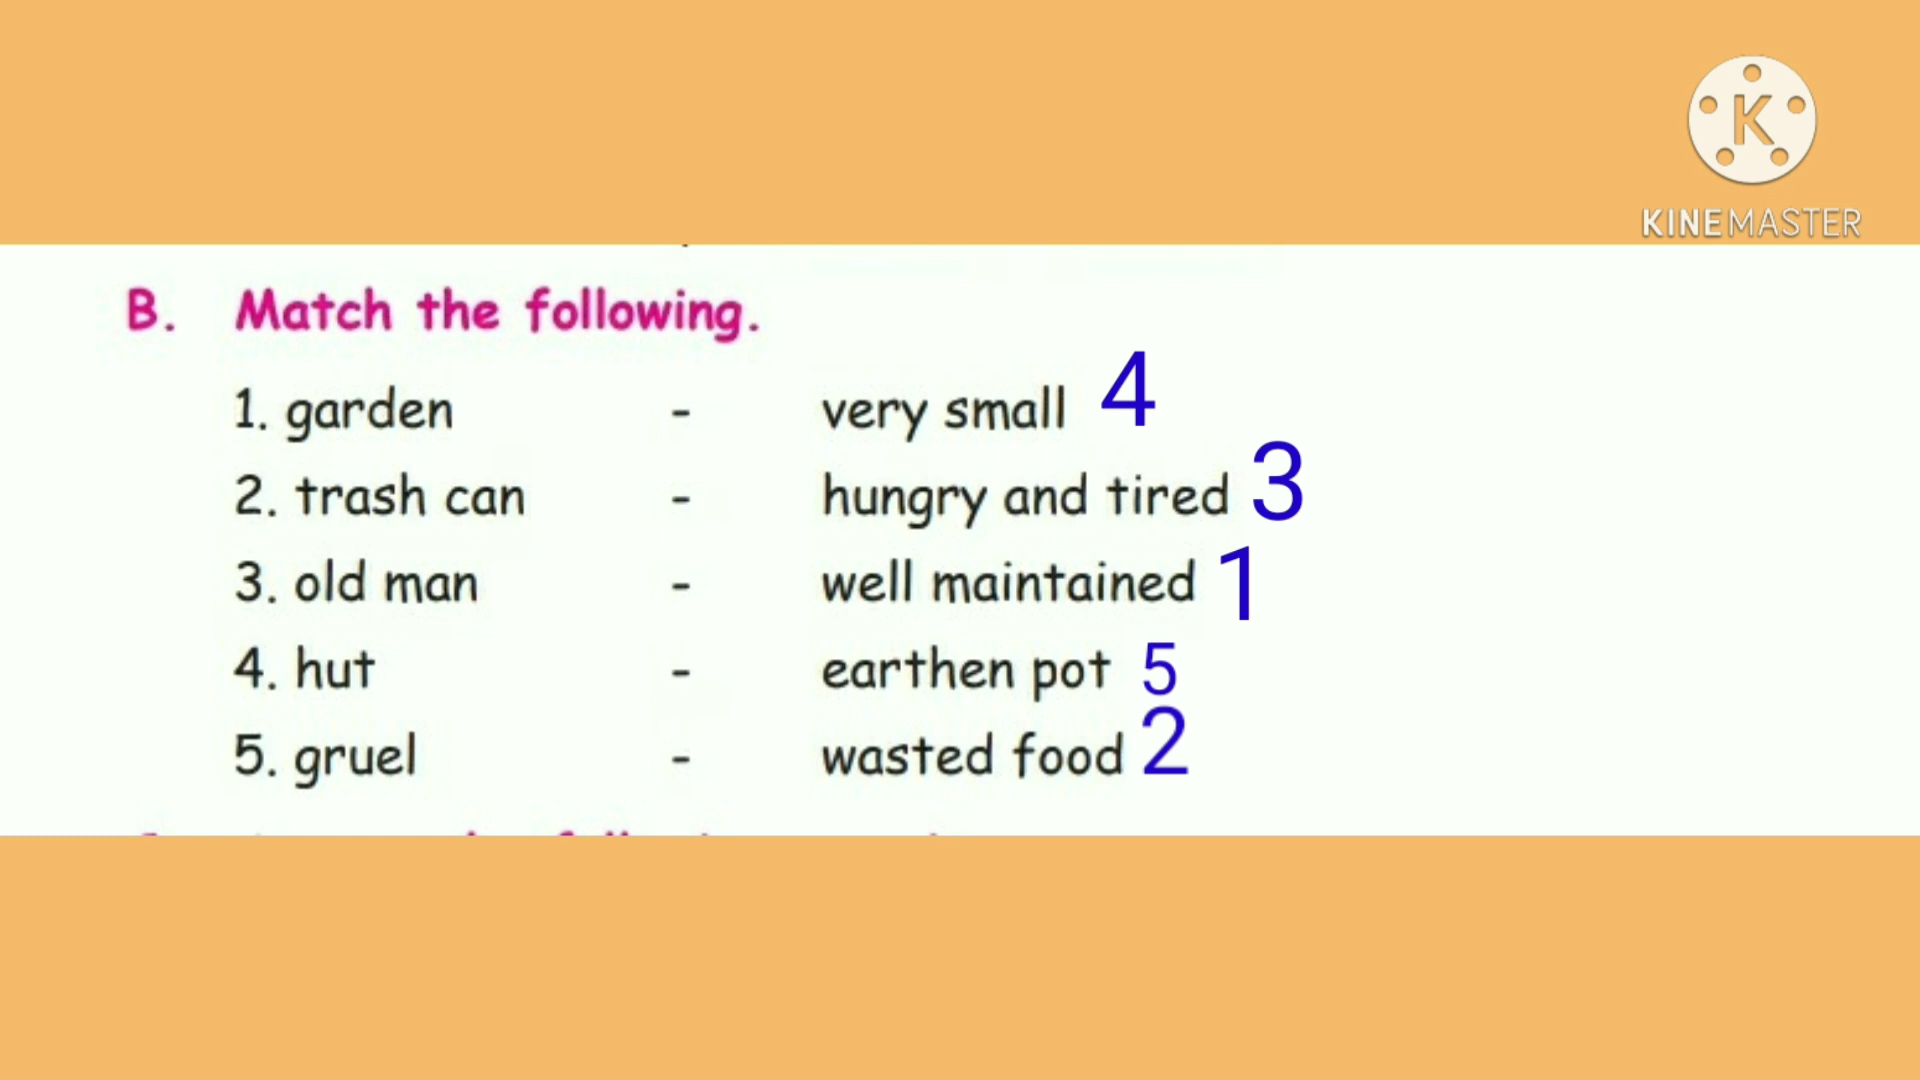 KINEMASTER
B. Match the following.
1. garden - very small 4
2. trash can - hungry and tired 3
3. old man - well maintained 1
4. hut - earthen pot 5
5. gruel - wasted food 2